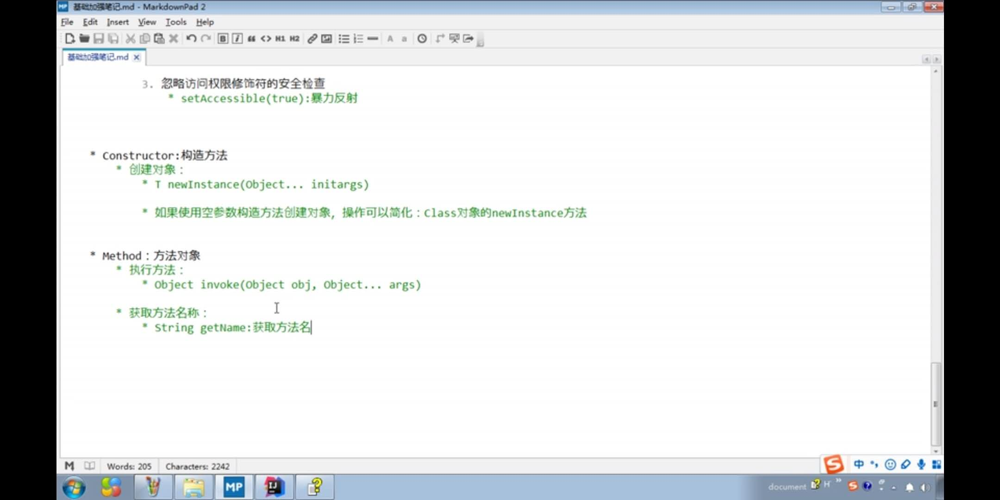 基础加强笔记.md - MarkdownPad 2
File Edit Insert View Tools Help
B i “ <> H1 H2 A a
基础加强笔记.md
3. 忽略访问权限修饰符的安全检查
* setAccessible(true):暴力反射
* Constructor:构造方法
* 创建对象：
* T newInstance(Object... initargs)
* 如果使用空参数构造方法创建对象，操作可以简化：Class对象的newInstance方法
* Method：方法对象
* 执行方法：
* Object invoke(Object obj, Object... args)
* 获取方法名称：
* String getName:获取方法名
Words: 205 Characters: 2242
中
MP IJ
document